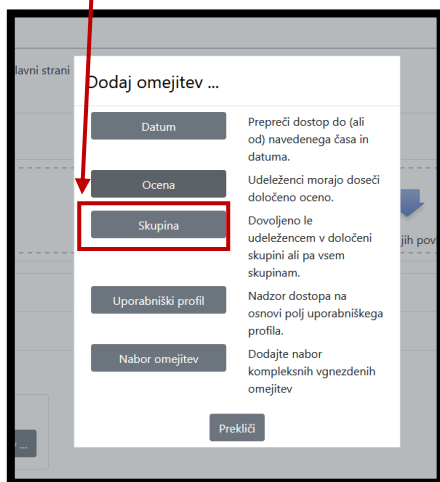 lavni strani
Dodaj omejitev ...
Datum
Prepreči dostop do (ali
od) navedenega časa in
datuma.
Ocena
Udeleženci morajo doseči
določeno oceno.
Skupina
Dovoljeno le
udeležencem v določeni
skupini ali pa vsem
skupinam.
jih pov
Uporabniški profil
Nadzor dostopa na
osnovi polj uporabniškega
profila.
Nabor omejitev
Dodajte nabor
kompleksnih vgnezdenih
omejitev
Prekliči
...